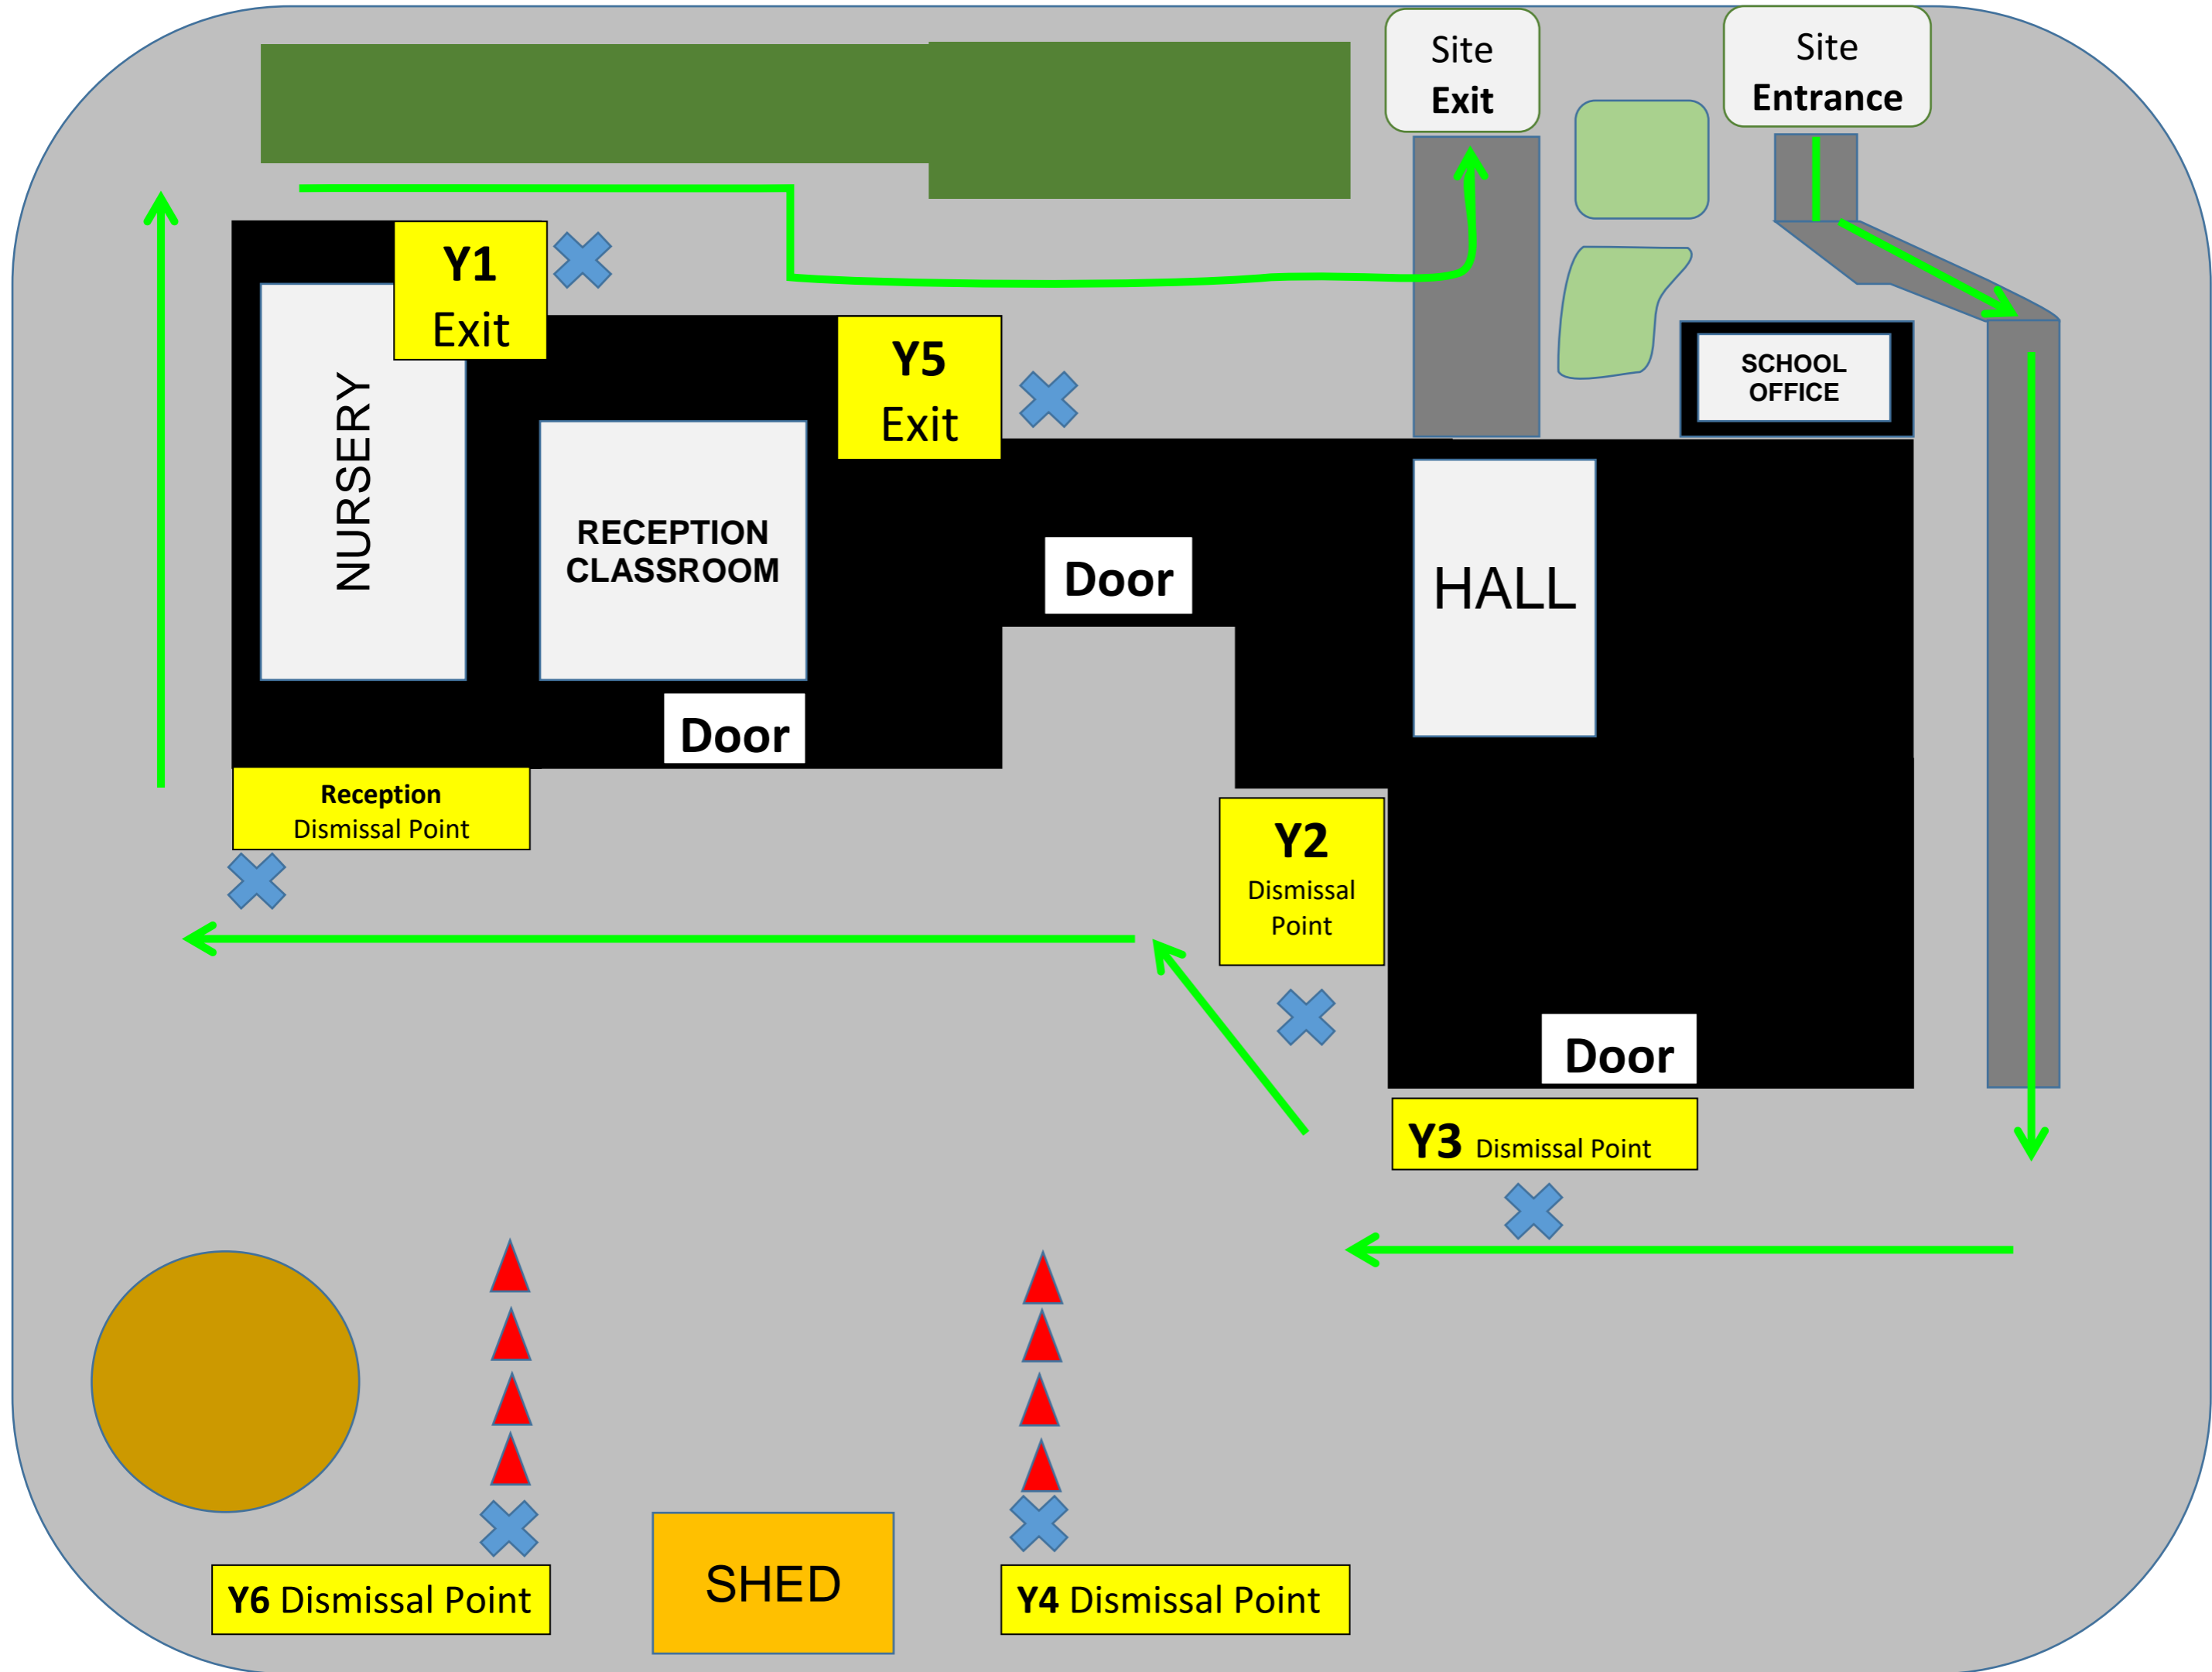 Site
Exit
Site
Entrance
Y1
Exit
Y5
Exit
SCHOOL
OFFICE
NURSERY
RECEPTION
CLASSROOM
Door
HALL
Door
Reception
Dismissal Point
Y2
Dismissal
Point
Door
Y3 Dismissal Point
Y6 Dismissal Point
SHED
Y4 Dismissal Point